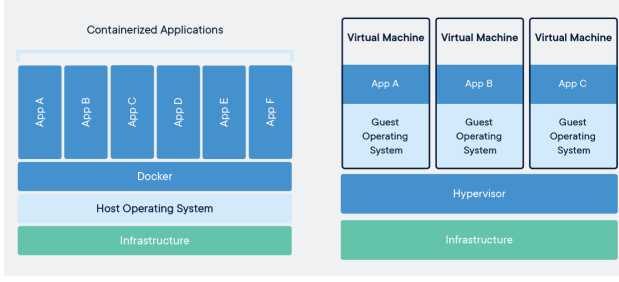 Containerized Applications
App A
App B
App C
App D
App E
App F
Docker
Host Operating System
Infrastructure
Virtual Machine
App A
Guest
Operating
System
Virtual Machine
App B
Guest
Operating
System
Virtual Machine
App C
Guest
Operating
System
Hypervisor
Infrastructure